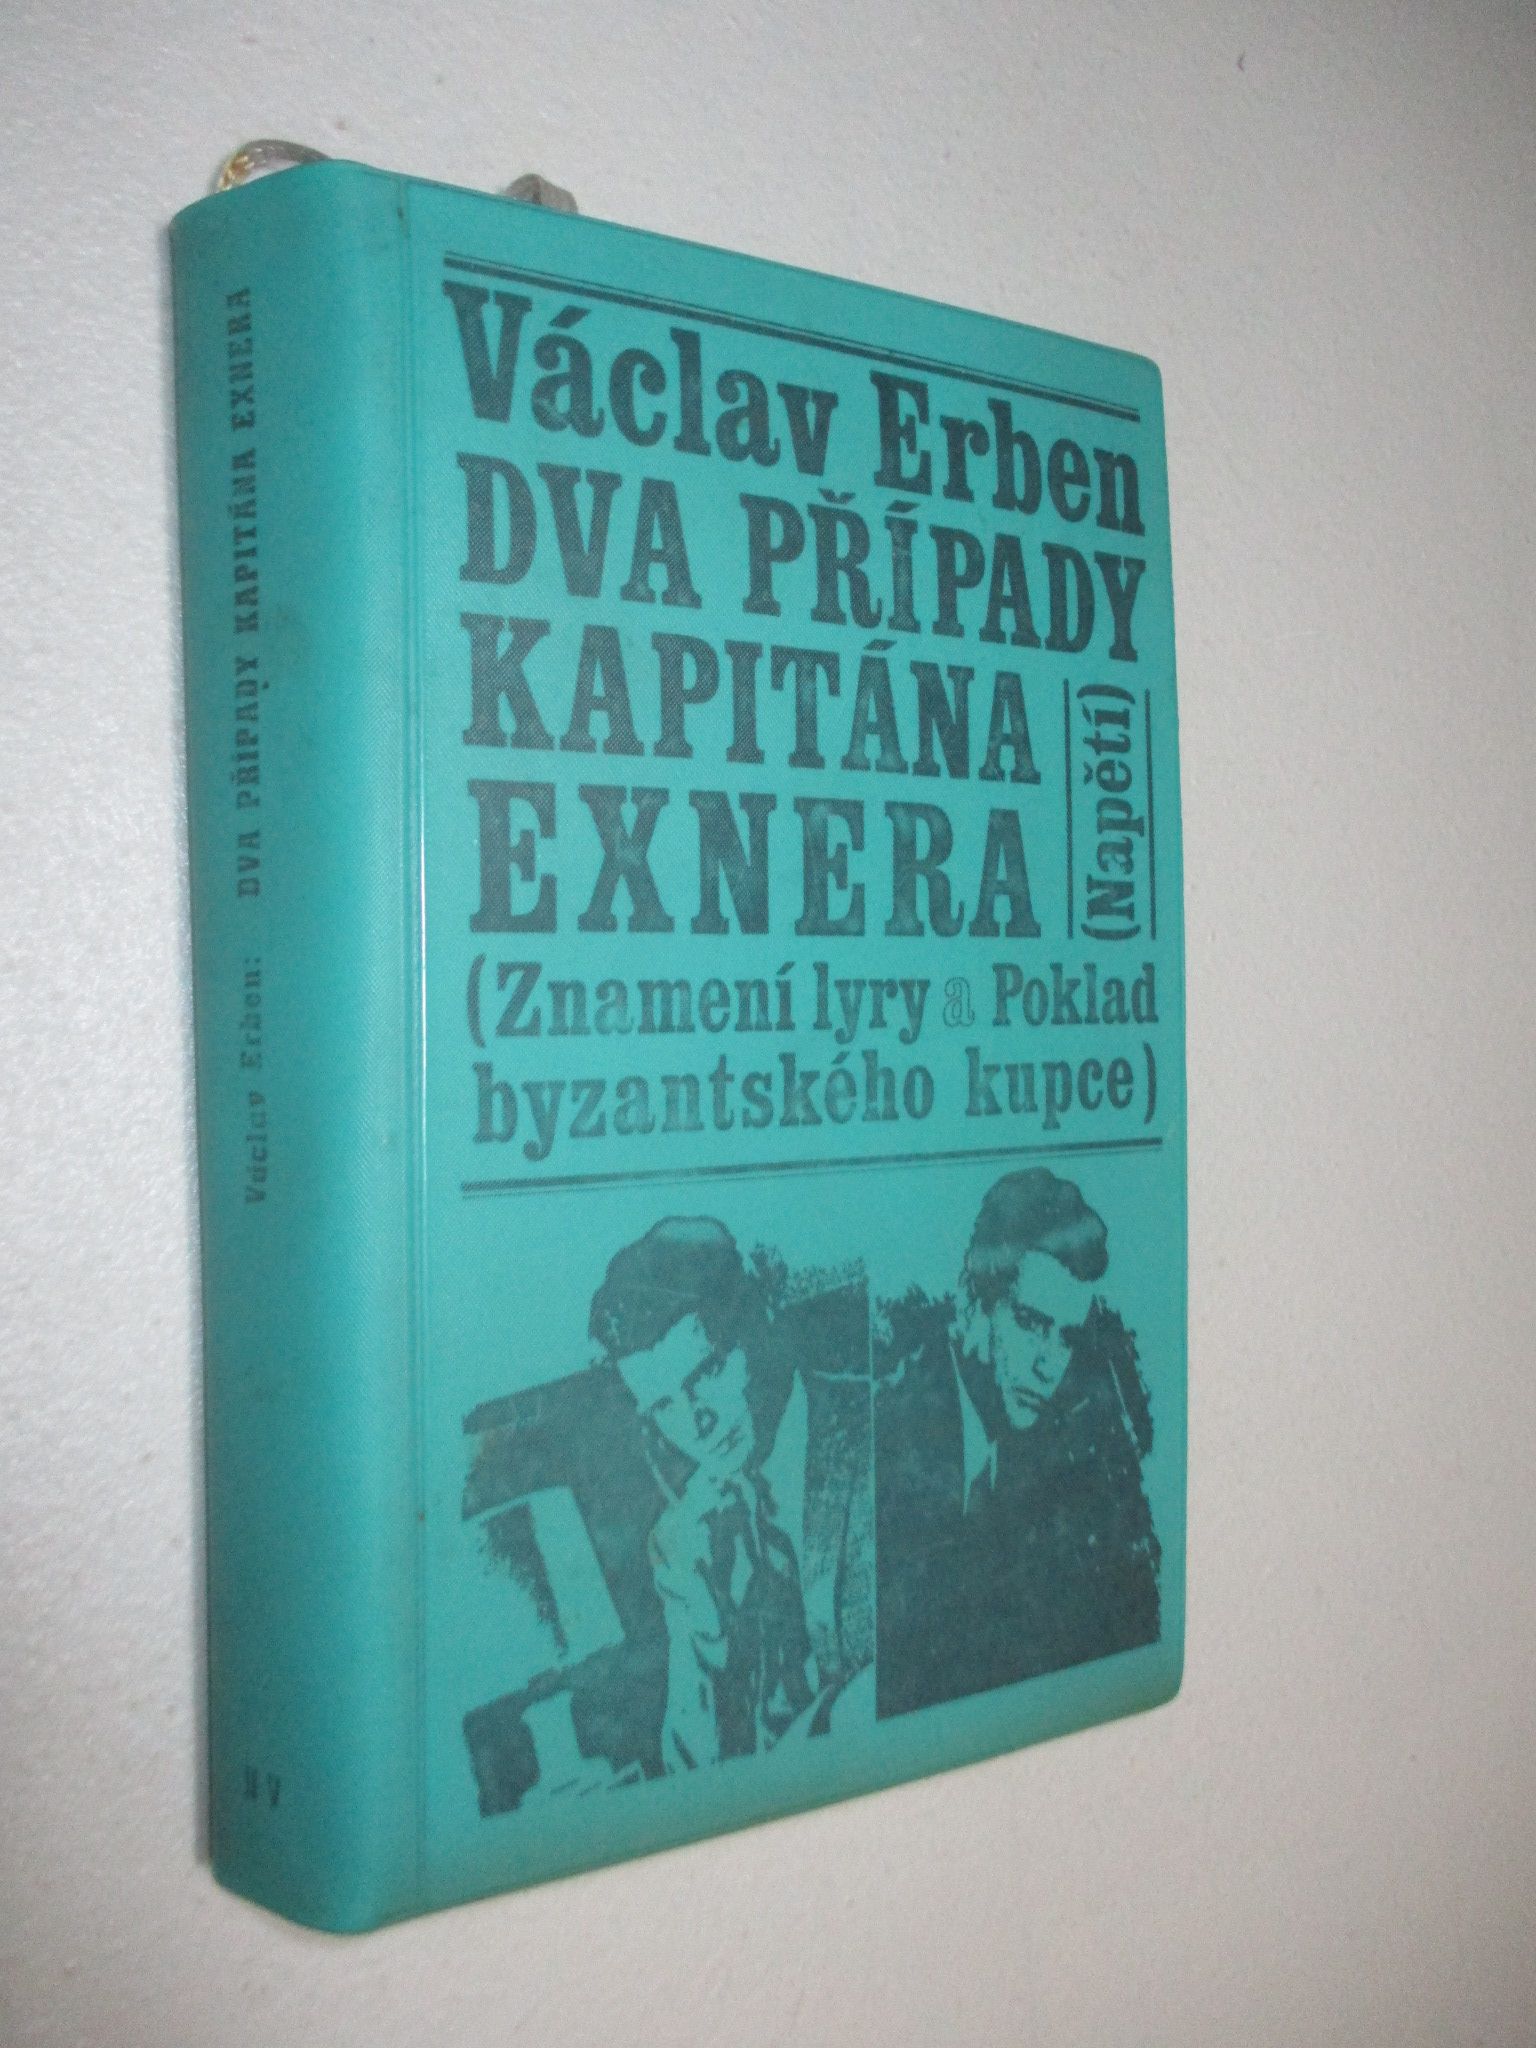 Václav Erben
DVA PŘÍPADY
KAPITÁNA
EXNERA
(Napětí)
(Znamení lyry a Poklad
byzantského kupce)
Václav Erben: DVA PŘÍPADY KAPITÁNA EXNERA